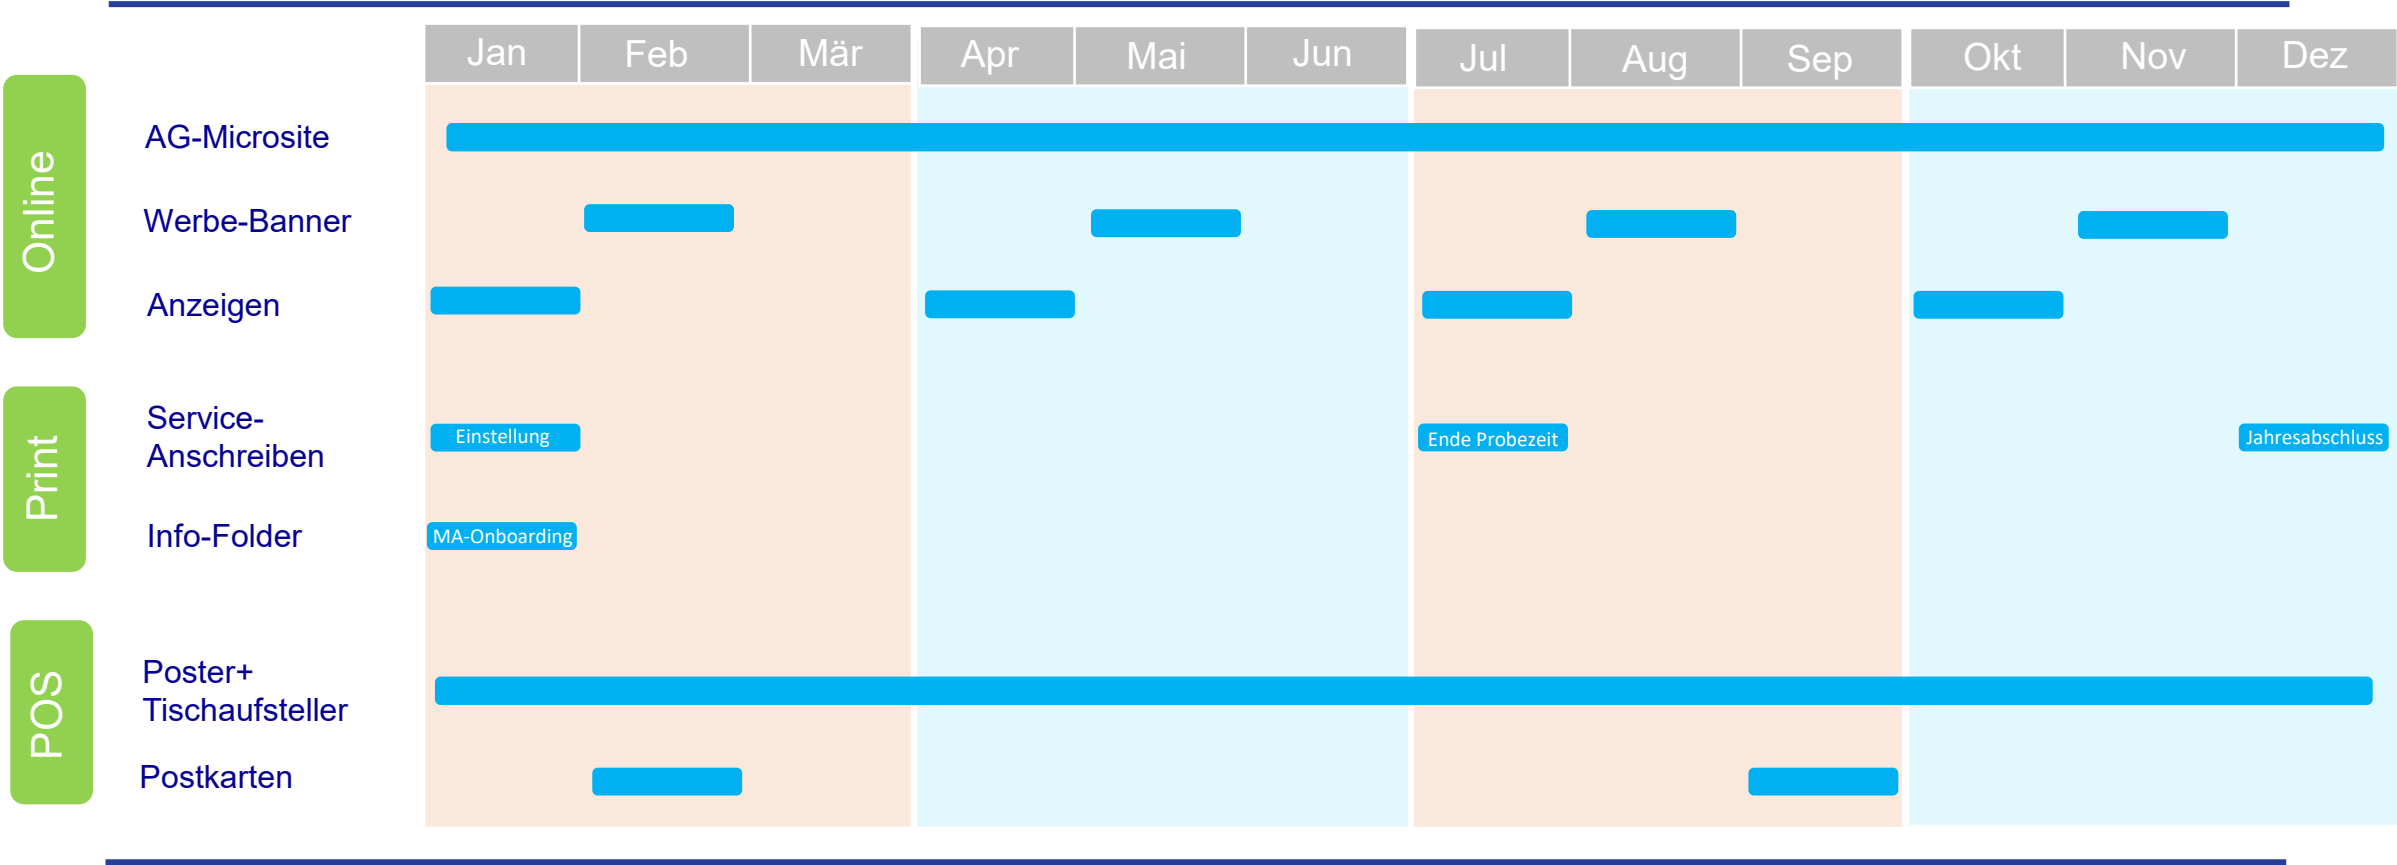 Jan Feb Mär Apr Mai Jun Jul Aug Sep Okt Nov Dez
Online
AG-Microsite
Werbe-Banner
Anzeigen
Print
Service-
Anschreiben
Einstellung Ende Probezeit Jahresabschluss
Info-Folder MA-Onboarding
POS
Poster+
Tischaufsteller
Postkarten